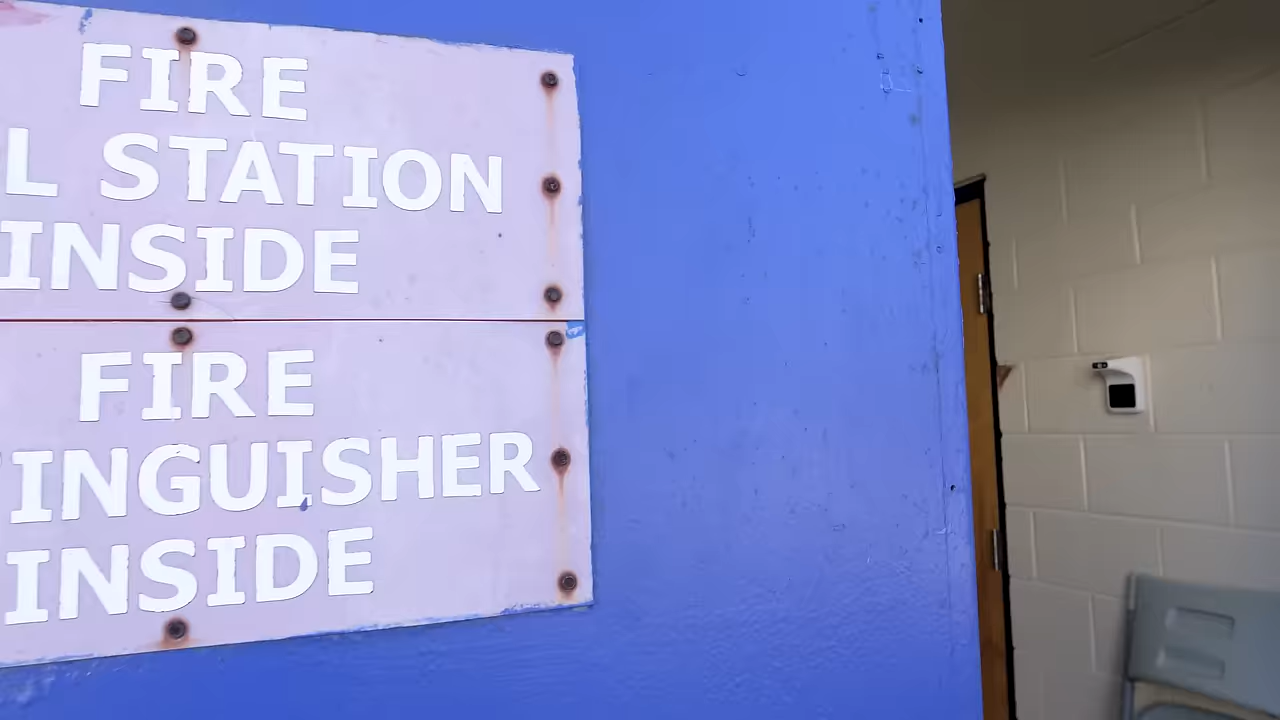 FIRE
L STATION
INSIDE
FIRE
INGUISHER
INSIDE